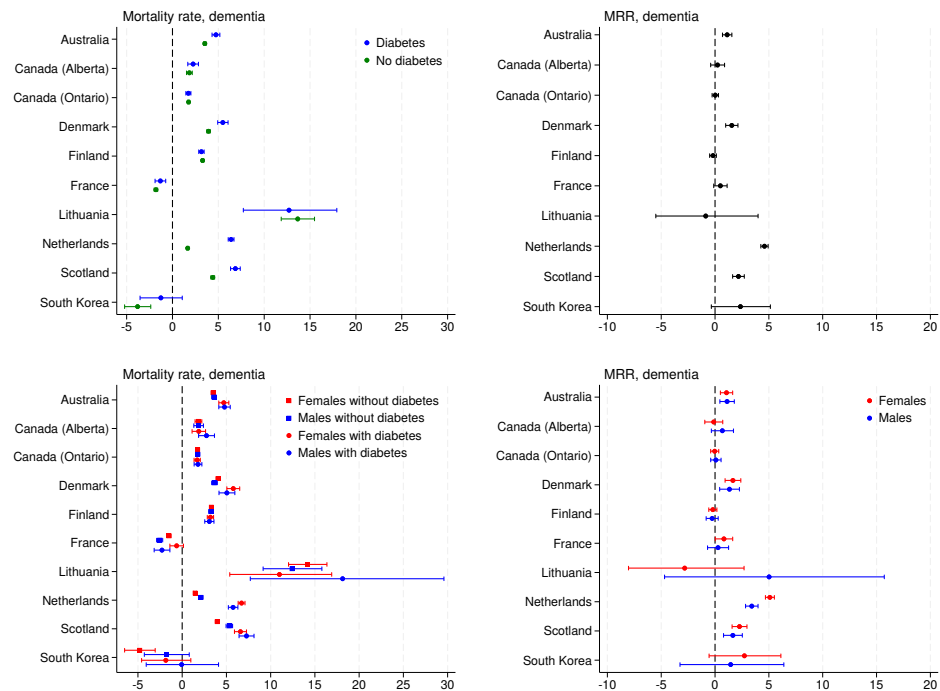 Mortality rate, dementia
Australia
Canada (Alberta)
Canada (Ontario)
Denmark
Finland
France
Lithuania
Netherlands
Scotland
South Korea
Diabetes
No diabetes
-5 0 5 10 15 20 25 30
MRR, dementia
Australia
Canada (Alberta)
Canada (Ontario)
Denmark
Finland
France
Lithuania
Netherlands
Scotland
South Korea
-10 -5 0 5 10 15 20
Mortality rate, dementia
Australia
Canada (Alberta)
Canada (Ontario)
Denmark
Finland
France
Lithuania
Netherlands
Scotland
South Korea
Females without diabetes
Males without diabetes
Females with diabetes
Males with diabetes
-5 0 5 10 15 20 25 30
MRR, dementia
Australia
Canada (Alberta)
Canada (Ontario)
Denmark
Finland
France
Lithuania
Netherlands
Scotland
South Korea
Females
Males
-10 -5 0 5 10 15 20